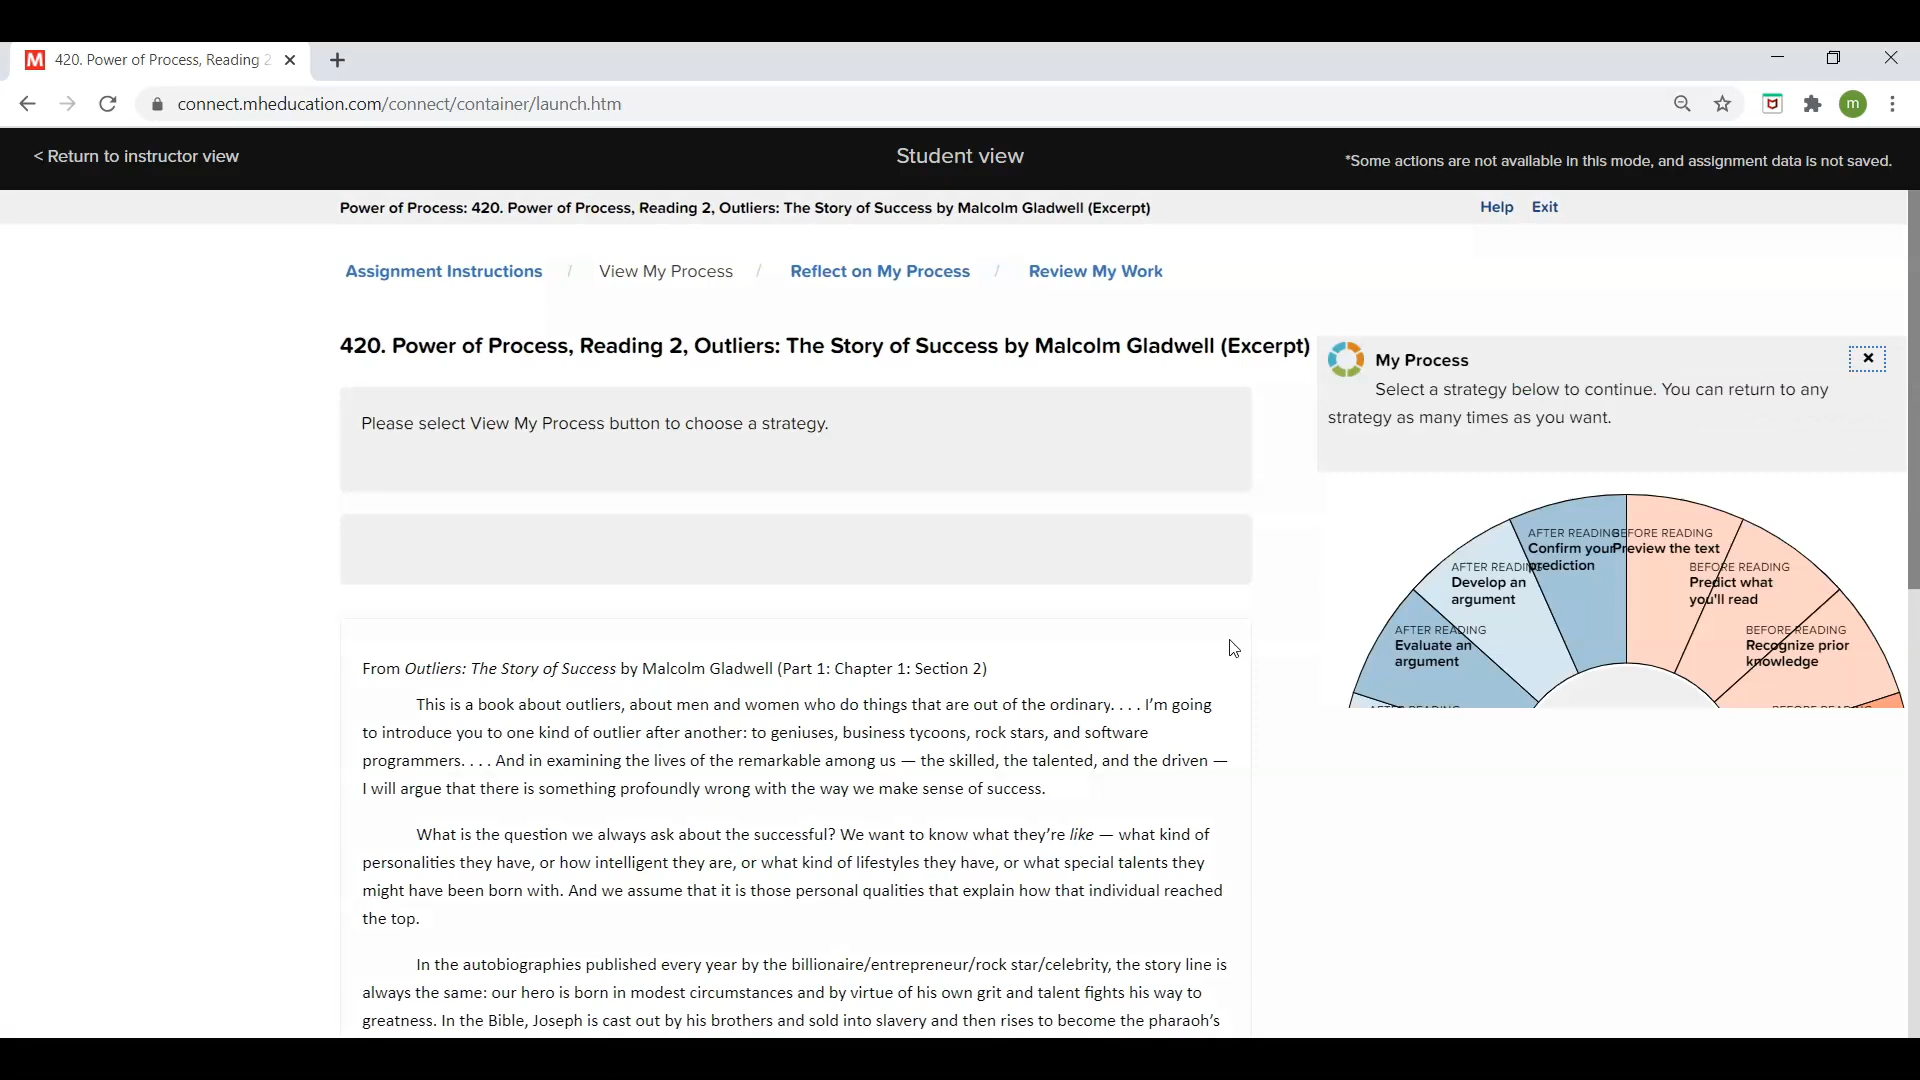 M 420. Power of Process, Reading 2
connect.mheducation.com/connect/container/launch.htm
m
< Return to instructor view
Student view
*Some actions are not available in this mode, and assignment data is not saved.
Power of Process: 420. Power of Process, Reading 2, Outliers: The Story of Success by Malcolm Gladwell (Excerpt)
Help Exit
Assignment Instructions / View My Process / Reflect on My Process / Review My Work
420. Power of Process, Reading 2, Outliers: The Story of Success by Malcolm Gladwell (Excerpt)
Please select View My Process button to choose a strategy.
From Outliers: The Story of Success by Malcolm Gladwell (Part 1: Chapter 1: Section 2)
This is a book about outliers, about men and women who do things that are out of the ordinary. . . . I’m going
to introduce you to one kind of outlier after another: to geniuses, business tycoons, rock stars, and software
programmers. . . . And in examining the lives of the remarkable among us — the skilled, the talented, and the driven —
I will argue that there is something profoundly wrong with the way we make sense of success.
What is the question we always ask about the successful? We want to know what they’re like — what kind of
personalities they have, or how intelligent they are, or what kind of lifestyles they have, or what special talents they
might have been born with. And we assume that it is those personal qualities that explain how that individual reached
the top.
In the autobiographies published every year by the billionaire/entrepreneur/rock star/celebrity, the story line is
always the same: our hero is born in modest circumstances and by virtue of his own grit and talent fights his way to
greatness. In the Bible, Joseph is cast out by his brothers and sold into slavery and then rises to become the pharaoh’s
My Process
Select a strategy below to continue. You can return to any
strategy as many times as you want.
AFTER READING
Confirm your
prediction
BEFORE READING
Preview the text
AFTER READING
Develop an
argument
BEFORE READING
Predict what
you'll read
AFTER READING
Evaluate an
argument
BEFORE READING
Recognize prior
knowledge